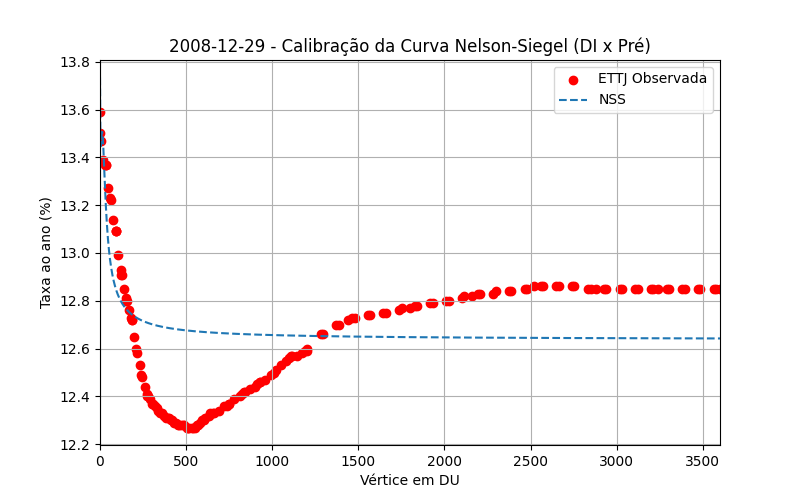 2008-12-29 - Calibração da Curva Nelson-Siegel (DI x Pré)
ETTJ Observada
NSS
Taxa ao ano (%)
13.8
13.6
13.4
13.2
13.0
12.8
12.6
12.4
12.2
0 500 1000 1500 2000 2500 3000 3500
Vértice em DU